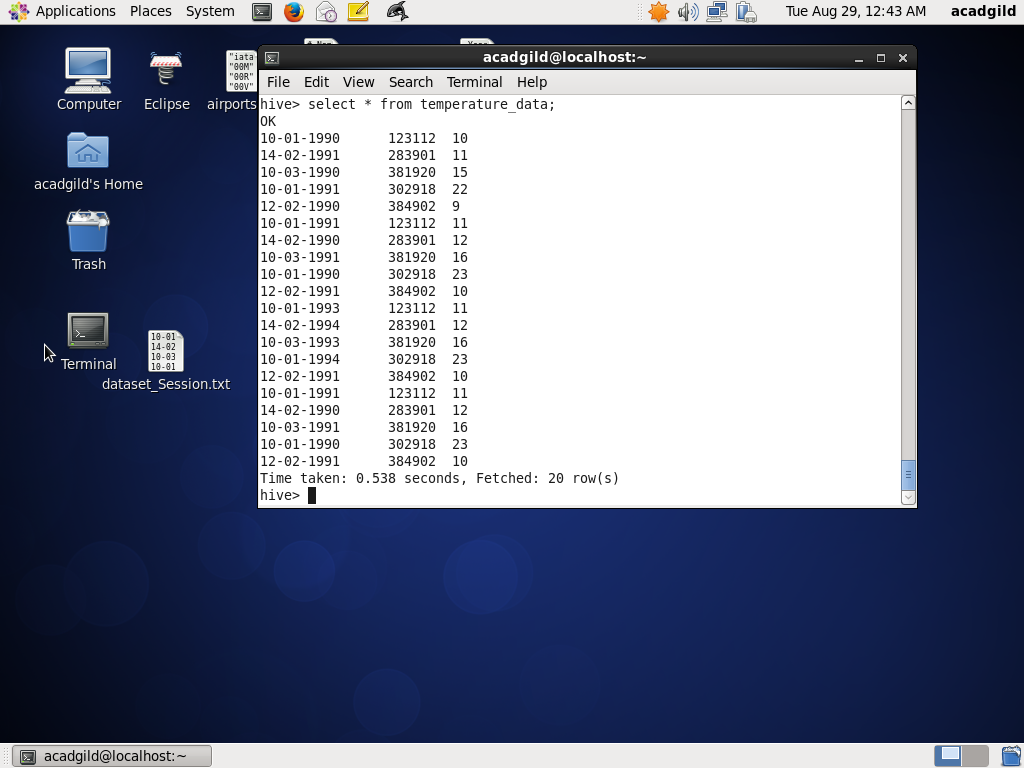 Applications Places System Tue Aug 29, 12:43 AM acadgild
Computer
Eclipse
"iata
"00M"
"00R"
"00V"
airports
acadgild's Home
Trash
Terminal
10-01
14-02
10-03
10-01
dataset_Session.txt
acadgild@localhost:~
File Edit View Search Terminal Help
hive> select * from temperature_data;
OK
10-01-1990 123112 10
14-02-1991 283901 11
10-03-1990 381920 15
10-01-1991 302918 22
12-02-1990 384902 9
10-01-1991 123112 11
14-02-1990 283901 12
10-03-1991 381920 16
10-01-1990 302918 23
12-02-1991 384902 10
10-01-1993 123112 11
14-02-1994 283901 12
10-03-1993 381920 16
10-01-1994 302918 23
12-02-1991 384902 10
10-01-1991 123112 11
14-02-1990 283901 12
10-03-1991 381920 16
10-01-1990 302918 23
12-02-1991 384902 10
Time taken: 0.538 seconds, Fetched: 20 row(s)
hive>
acadgild@localhost:~